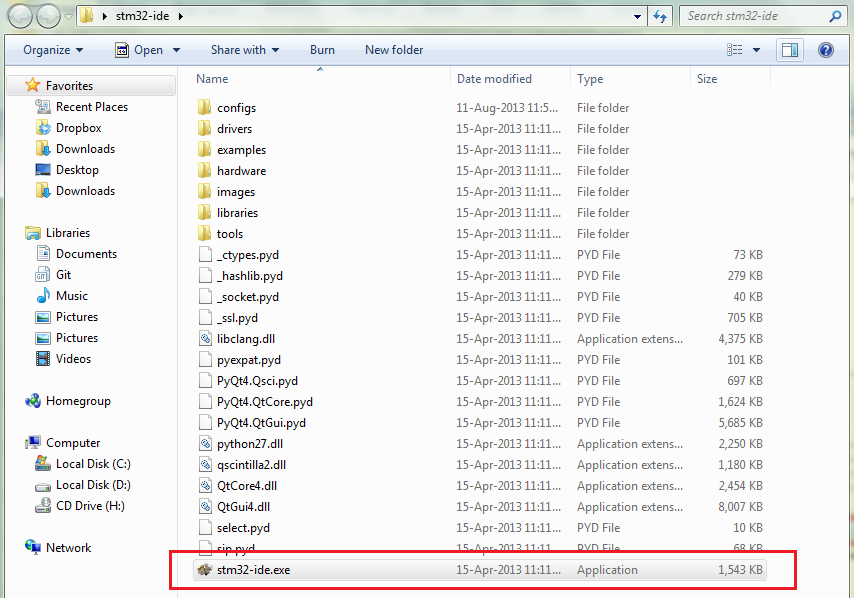 stm32-ide
Search stm32-ide
Organize Open Share with Burn New folder
Name Date modified Type Size
Favorites
Recent Places
Dropbox
Downloads
Desktop
Downloads
Libraries
Documents
Git
Music
Pictures
Pictures
Videos
Homegroup
Computer
Local Disk (C:)
Local Disk (D:)
CD Drive (H:)
Network
configs 11-Aug-2013 11:5... File folder
drivers 15-Apr-2013 11:11... File folder
examples 15-Apr-2013 11:11... File folder
hardware 15-Apr-2013 11:11... File folder
images 15-Apr-2013 11:11... File folder
libraries 15-Apr-2013 11:11... File folder
tools 15-Apr-2013 11:11... File folder
_ctypes.pyd 15-Apr-2013 11:11... PYD File 73 KB
_hashlib.pyd 15-Apr-2013 11:11... PYD File 279 KB
_socket.pyd 15-Apr-2013 11:11... PYD File 40 KB
_ssl.pyd 15-Apr-2013 11:11... PYD File 705 KB
libclang.dll 15-Apr-2013 11:11... Application extens... 4,375 KB
pyexpat.pyd 15-Apr-2013 11:11... PYD File 101 KB
PyQt4.Qsci.pyd 15-Apr-2013 11:11... PYD File 697 KB
PyQt4.QtCore.pyd 15-Apr-2013 11:11... PYD File 1,624 KB
PyQt4.QtGui.pyd 15-Apr-2013 11:11... PYD File 5,685 KB
python27.dll 15-Apr-2013 11:11... Application extens... 2,250 KB
qscintilla2.dll 15-Apr-2013 11:11... Application extens... 1,180 KB
QtCore4.dll 15-Apr-2013 11:11... Application extens... 2,454 KB
QtGui4.dll 15-Apr-2013 11:11... Application extens... 8,007 KB
select.pyd 15-Apr-2013 11:11... PYD File 10 KB
sip.pyd 15-Apr-2013 11:11... PYD File 68 KB
stm32-ide.exe 15-Apr-2013 11:11... Application 1,543 KB